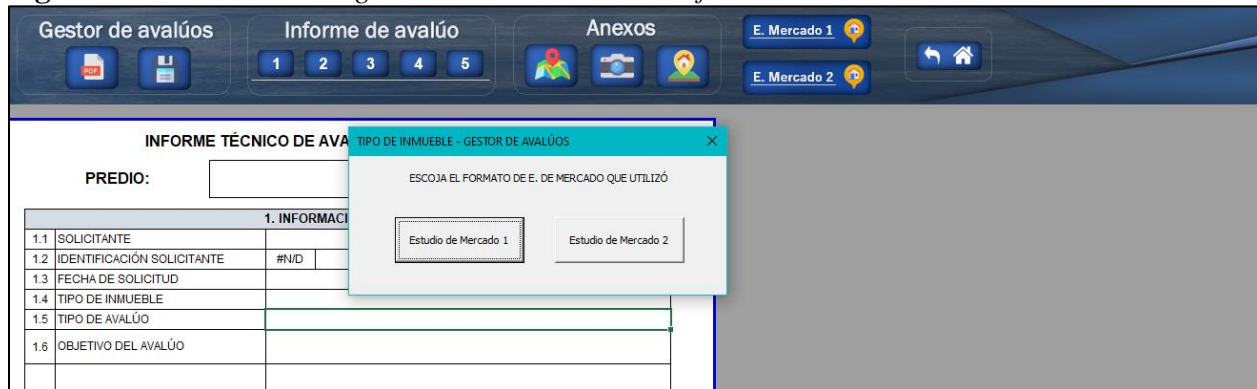 Gestor de avalúos
Informe de avalúo
Anexos
PDF
1 2 3 4 5
E. Mercado 1
E. Mercado 2
INFORME TÉCNICO DE AVA
PREDIO:
1. INFORMACI
1.1 SOLICITANTE
1.2 IDENTIFICACIÓN SOLICITANTE #N/D
1.3 FECHA DE SOLICITUD
1.4 TIPO DE INMUEBLE
1.5 TIPO DE AVALÚO
1.6 OBJETIVO DEL AVALÚO
TIPO DE INMUEBLE - GESTOR DE AVALÚOS
ESCOJA EL FORMATO DE E. DE MERCADO QUE UTILIZÓ
Estudio de Mercado 1
Estudio de Mercado 2